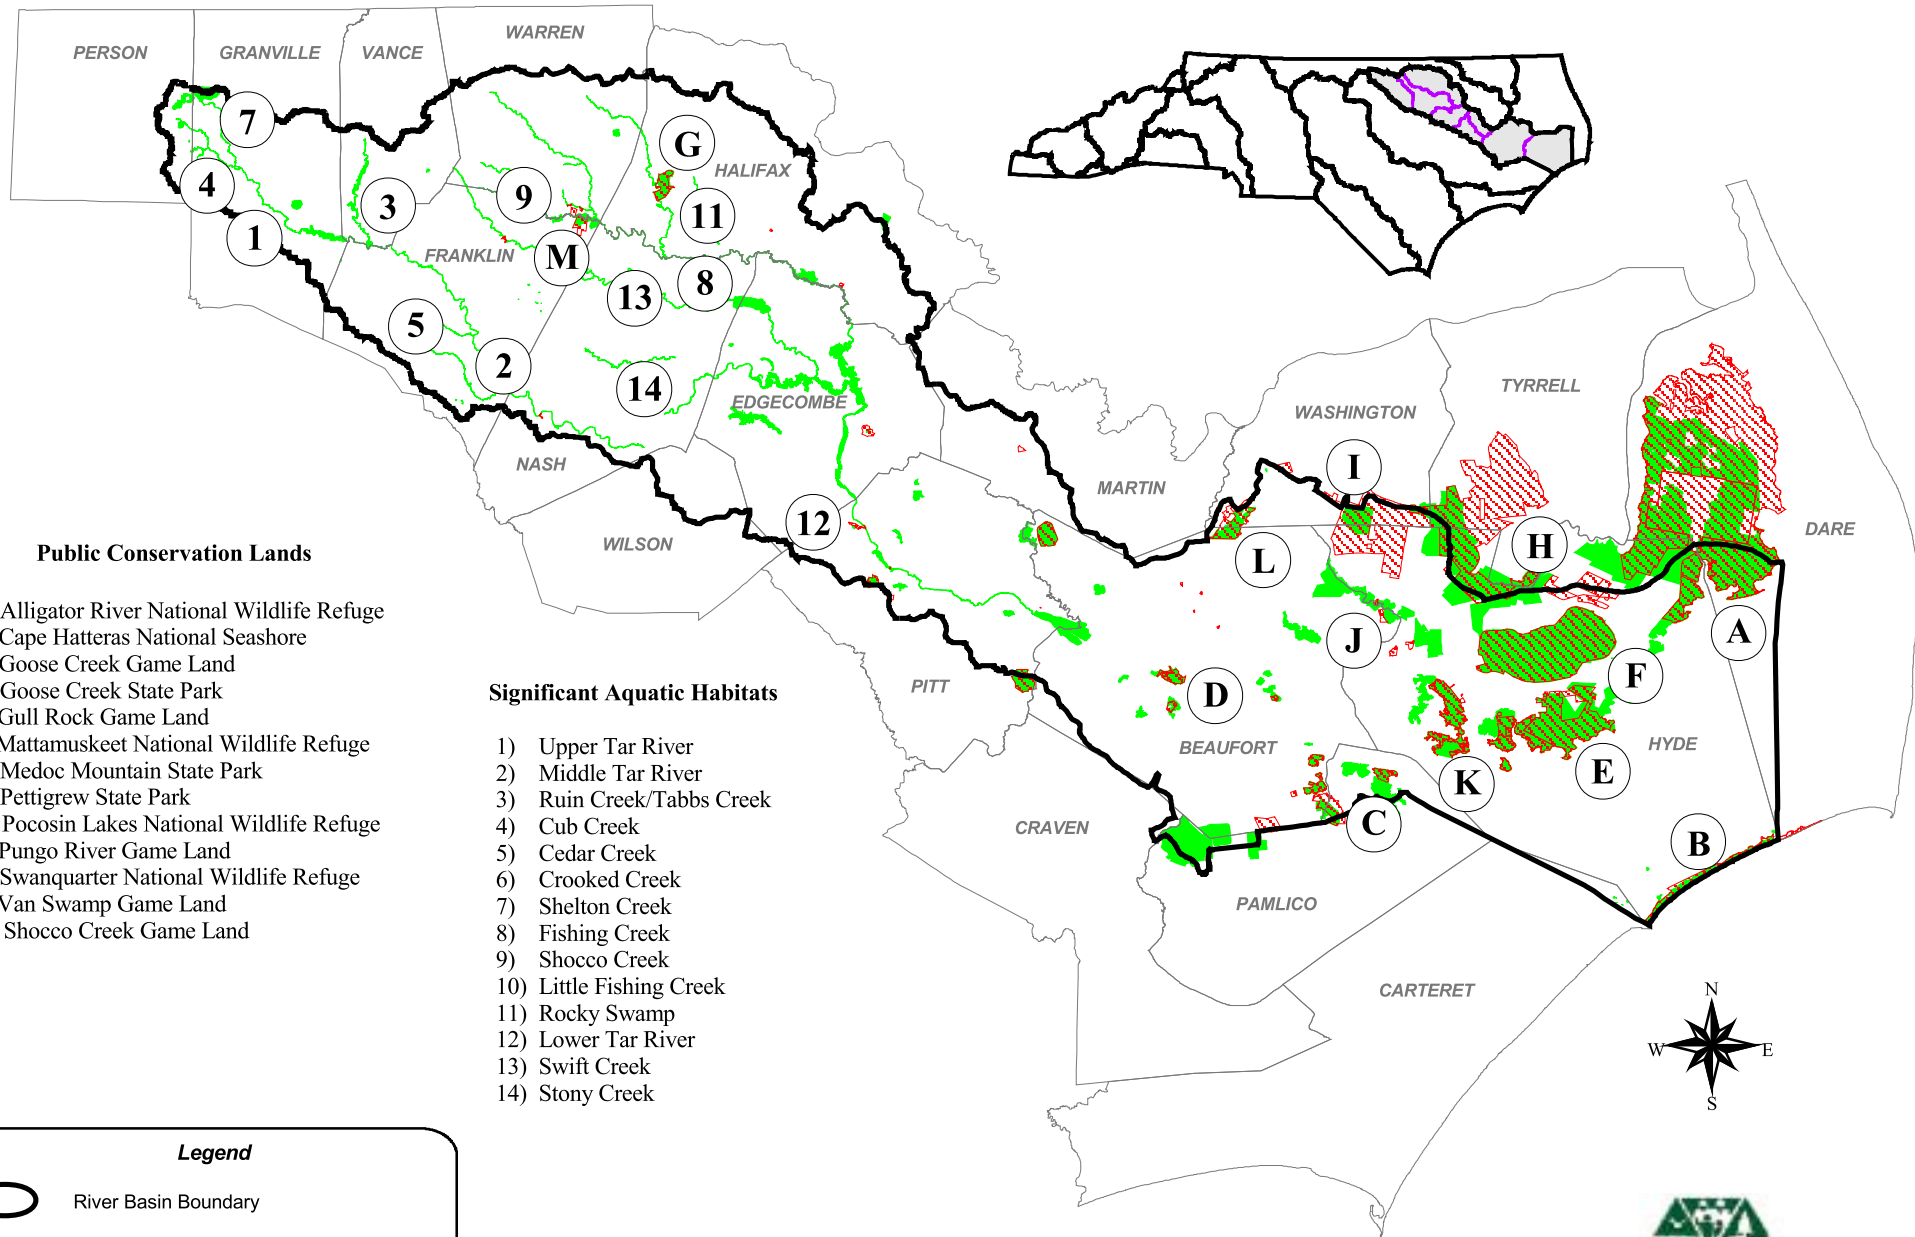 PERSON
GRANVILLE
VANCE
WARREN
7
G
HALIFAX
4
3
9
11
1
FRANKLIN
M
8
13
5
2
14
EDGECOMBE
NASH
12
WILSON
MARTIN
WASHINGTON
TYRRELL
I
L
H
DARE
J
A
F
D
PITT
BEAUFORT
HYDE
K
E
C
CRAVEN
B
PAMLICO
CARTERET
Public Conservation Lands
Alligator River National Wildlife Refuge
Cape Hatteras National Seashore
Goose Creek Game Land
Goose Creek State Park
Gull Rock Game Land
Mattamuskeet National Wildlife Refuge
Medoc Mountain State Park
Pettigrew State Park
Pocosin Lakes National Wildlife Refuge
Pungo River Game Land
Swanquarter National Wildlife Refuge
Van Swamp Game Land
Shocco Creek Game Land
Significant Aquatic Habitats
1) Upper Tar River
2) Middle Tar River
3) Ruin Creek/Tabbs Creek
4) Cub Creek
5) Cedar Creek
6) Crooked Creek
7) Shelton Creek
8) Fishing Creek
9) Shocco Creek
10) Little Fishing Creek
11) Rocky Swamp
12) Lower Tar River
13) Swift Creek
14) Stony Creek
N
W E
S
Legend
River Basin Boundary